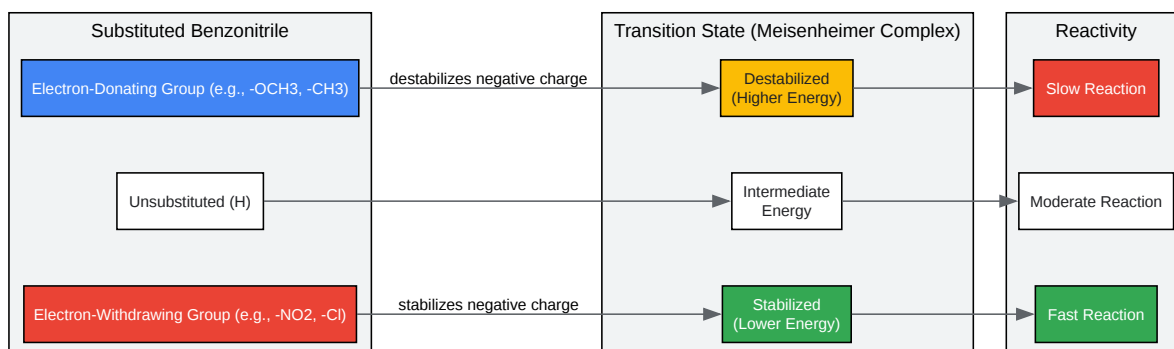 Substituted Benzonitrile
Transition State (Meisenheimer Complex)
Reactivity
Electron-Donating Group (e.g., -OCH3, -CH3)
destabilizes negative charge
Destabilized
(Higher Energy)
Slow Reaction
Unsubstituted (H)
Intermediate
Energy
Moderate Reaction
Electron-Withdrawing Group (e.g., -NO2, -Cl)
stabilizes negative charge
Stabilized
(Lower Energy)
Fast Reaction